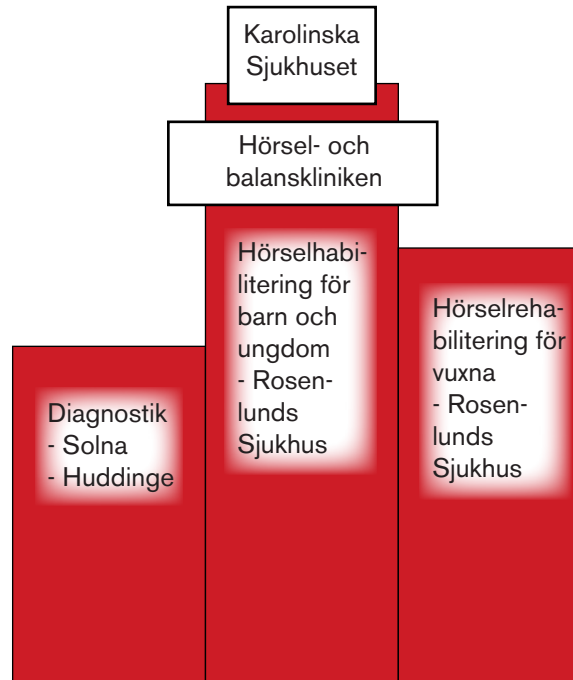 Karolinska
Sjukhuset
Hörsel- och
balanskliniken
Diagnostik
- Solna
- Huddinge
Hörselhabi-
litering för
barn och
ungdom
- Rosen-
lunds
Sjukhus
Hörselreha-
bilitering för
vuxna
- Rosen-
lunds
Sjukhus